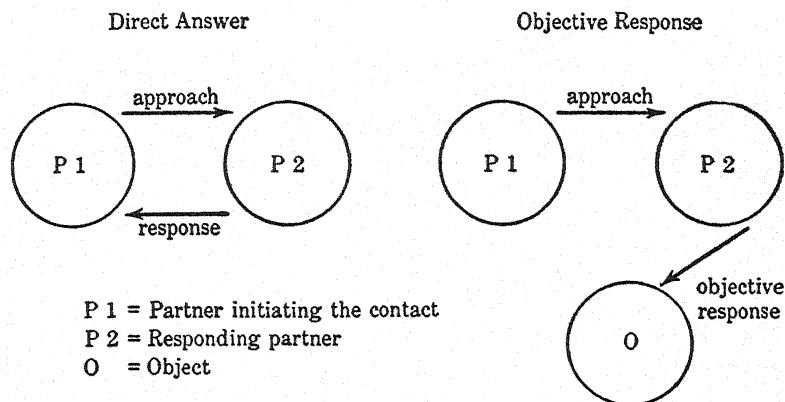 Direct Answer
approach
P 1
P 2
response
Objective Response
approach
P 1
P 2
objective
response
O
P 1 = Partner initiating the contact
P 2 = Responding partner
O = Object